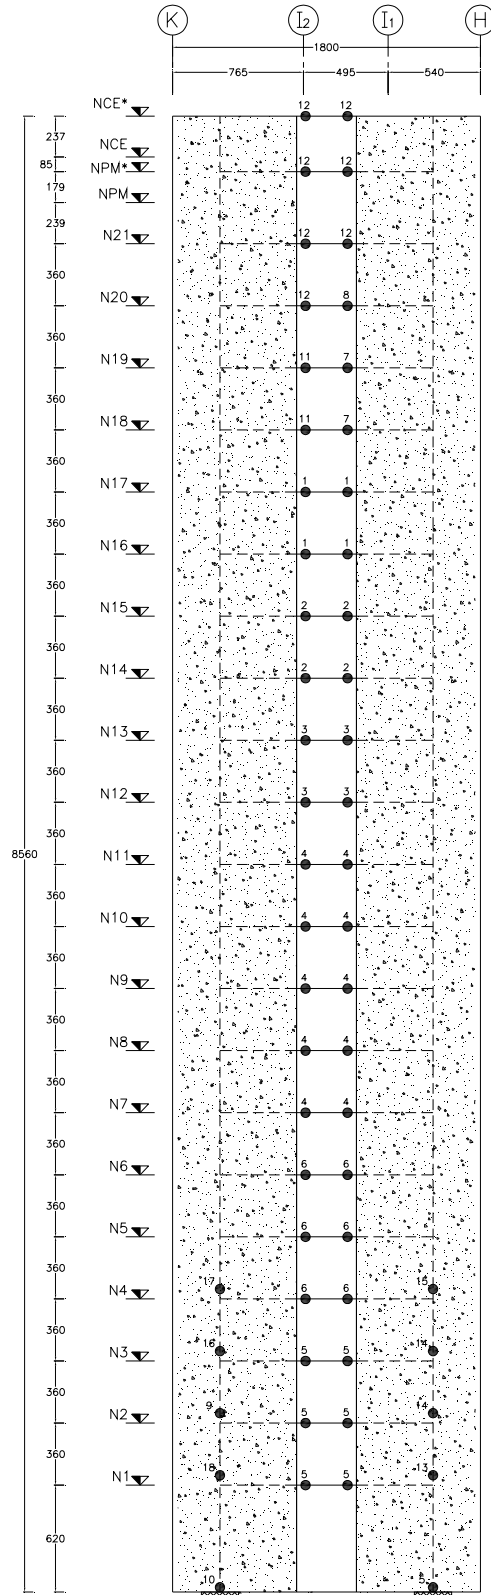 K I2 I1 H
1800
765 495 540
NCE* 12 12
237
NCE
85 NPM* 12 12
179
NPM
239
N21 12 12
360
N20 12 8
360
N19 11 7
360
N18 11 7
360
N17 1 1
360
N16 1 1
360
N15 2 2
360
N14 2 2
360
N13 3 3
360
N12 3 3
360
8560
N11 4 4
360
N10 4 4
360
N9 4 4
360
N8 4 4
360
N7 4 4
360
N6 6 6
360
N5 6 6
360
17 15
N4 6 6
360
16 14
N3 5 5
360
9 14
N2 5 5
360
18 13
N1 5 5
620
10 5